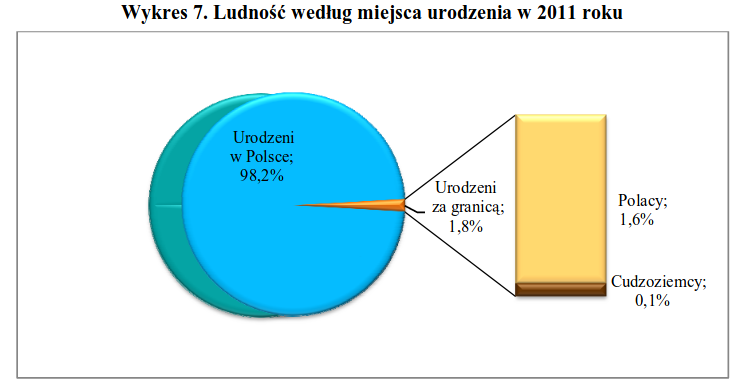 Wykres 7. Ludność według miejsca urodzenia w 2011 roku
Urodzeni
w Polsce;
98,2%
Urodzeni
za granicą;
1,8%
Polacy;
1,6%
Cudzoziemcy;
0,1%